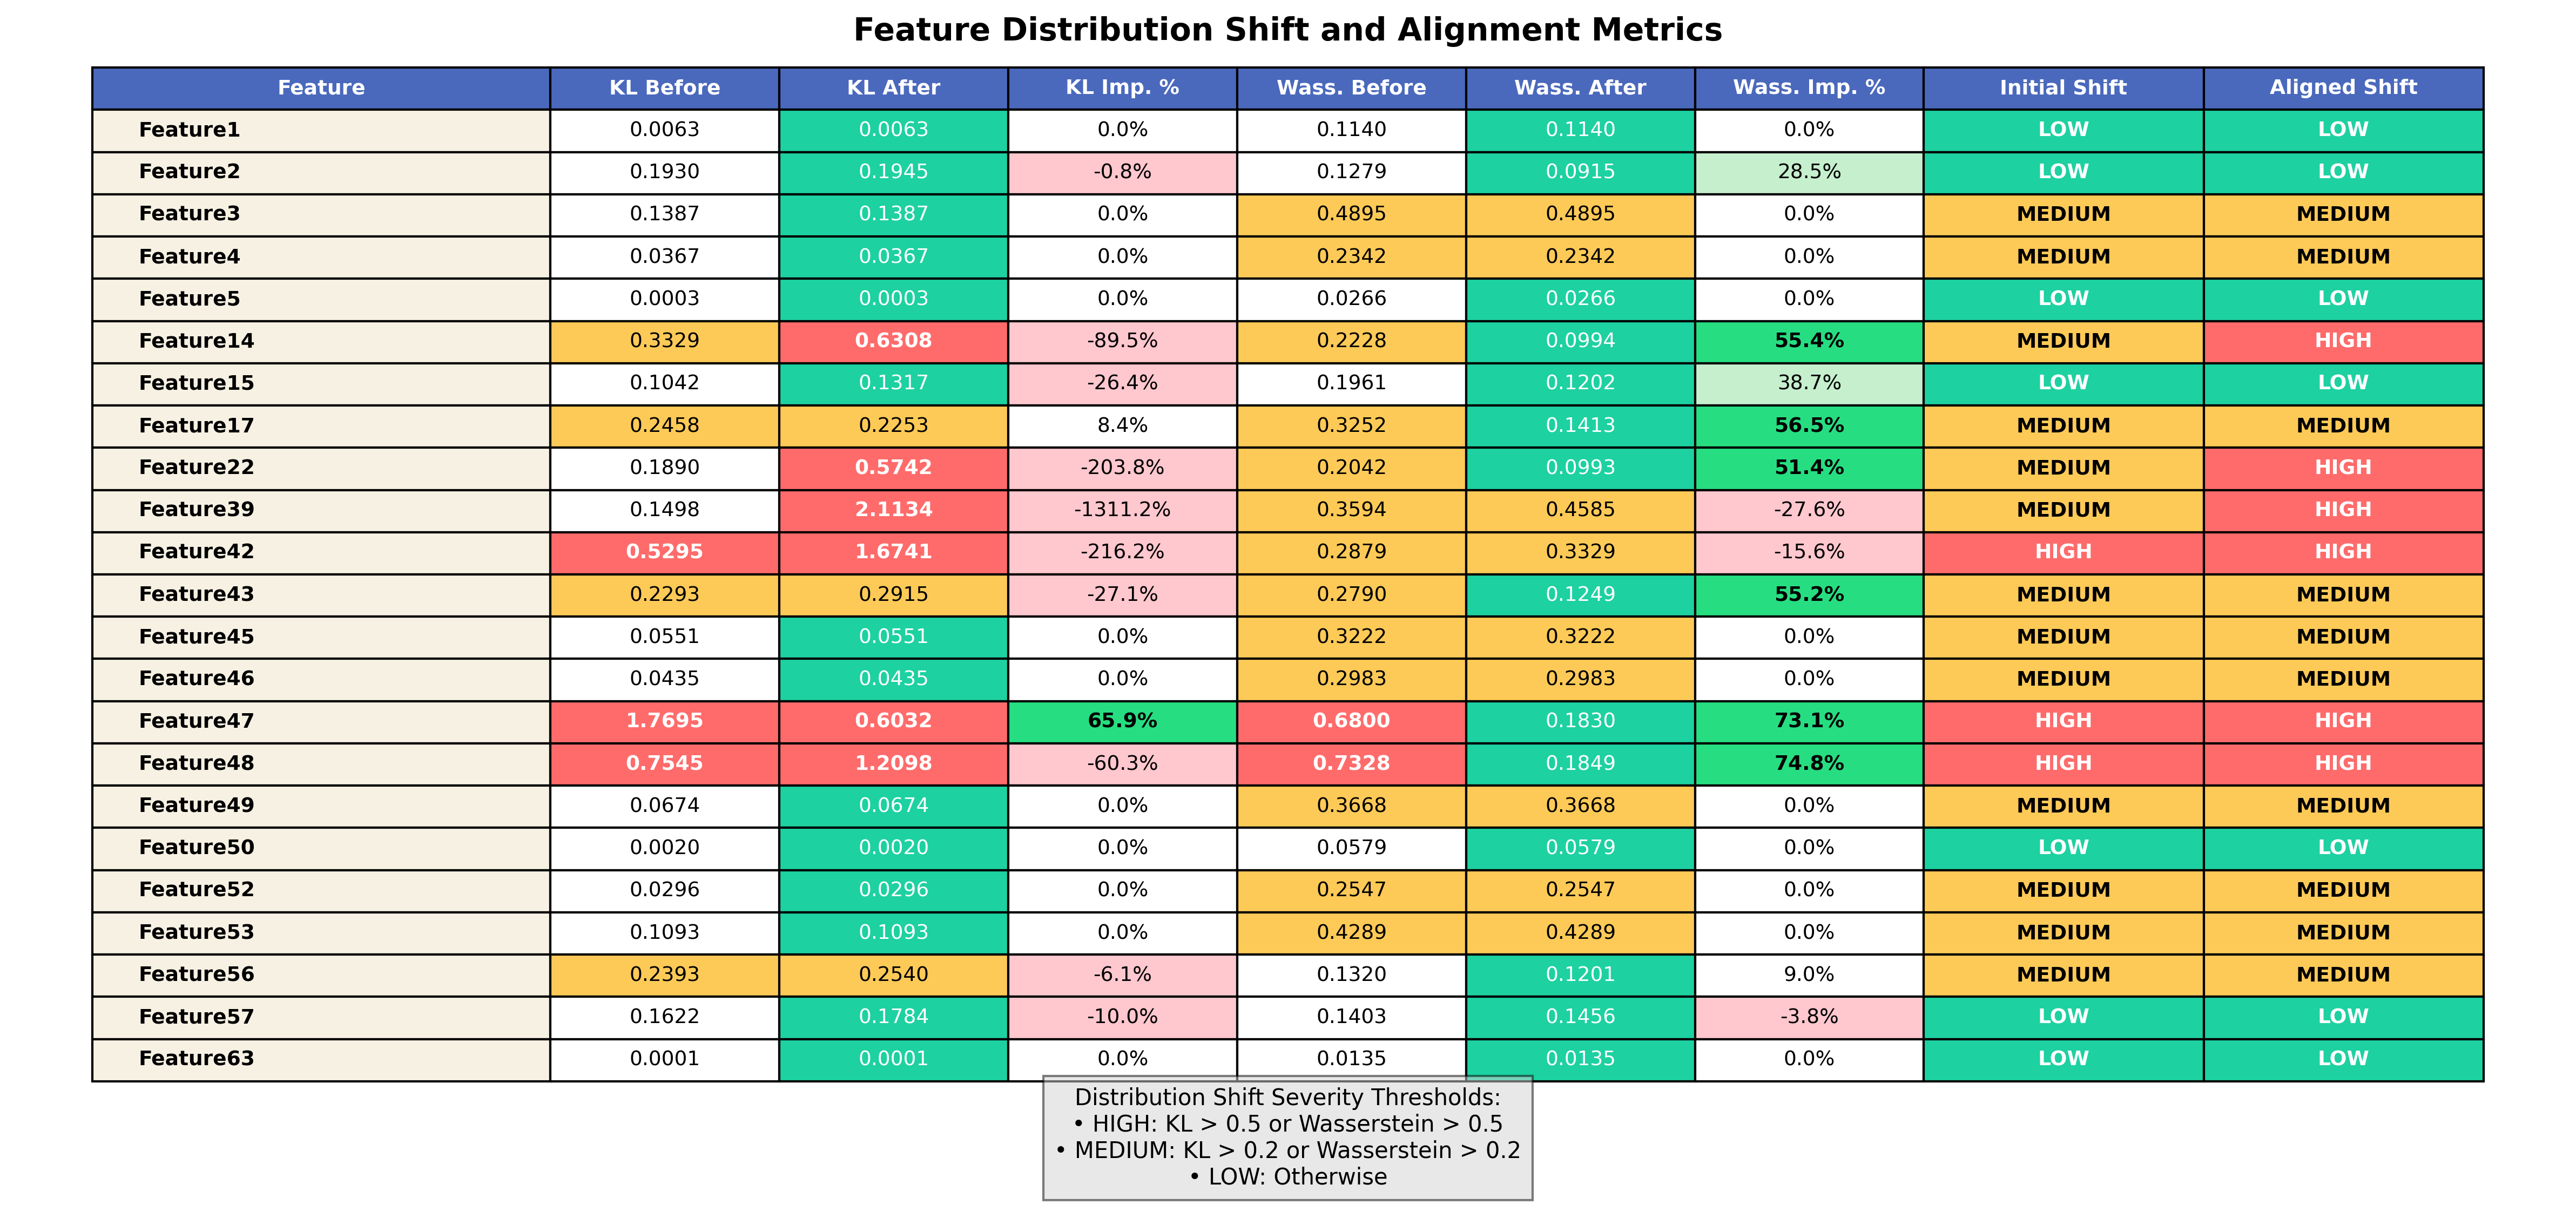 Feature Distribution Shift and Alignment Metrics
Feature KL Before KL After KL Imp. % Wass. Before Wass. After Wass. Imp. % Initial Shift Aligned Shift
Feature1 0.0063 0.0063 0.0% 0.1140 0.1140 0.0% LOW LOW
Feature2 0.1930 0.1945 -0.8% 0.1279 0.0915 28.5% LOW LOW
Feature3 0.1387 0.1387 0.0% 0.4895 0.4895 0.0% MEDIUM MEDIUM
Feature4 0.0367 0.0367 0.0% 0.2342 0.2342 0.0% MEDIUM MEDIUM
Feature5 0.0003 0.0003 0.0% 0.0266 0.0266 0.0% LOW LOW
Feature14 0.3329 0.6308 -89.5% 0.2228 0.0994 55.4% MEDIUM HIGH
Feature15 0.1042 0.1317 -26.4% 0.1961 0.1202 38.7% LOW LOW
Feature17 0.2458 0.2253 8.4% 0.3252 0.1413 56.5% MEDIUM MEDIUM
Feature22 0.1890 0.5742 -203.8% 0.2042 0.0993 51.4% MEDIUM HIGH
Feature39 0.1498 2.1134 -1311.2% 0.3594 0.4585 -27.6% MEDIUM HIGH
Feature42 0.5295 1.6741 -216.2% 0.2879 0.3329 -15.6% HIGH HIGH
Feature43 0.2293 0.2915 -27.1% 0.2790 0.1249 55.2% MEDIUM MEDIUM
Feature45 0.0551 0.0551 0.0% 0.3222 0.3222 0.0% MEDIUM MEDIUM
Feature46 0.0435 0.0435 0.0% 0.2983 0.2983 0.0% MEDIUM MEDIUM
Feature47 1.7695 0.6032 65.9% 0.6800 0.1830 73.1% HIGH HIGH
Feature48 0.7545 1.2098 -60.3% 0.7328 0.1849 74.8% HIGH HIGH
Feature49 0.0674 0.0674 0.0% 0.3668 0.3668 0.0% MEDIUM MEDIUM
Feature50 0.0020 0.0020 0.0% 0.0579 0.0579 0.0% LOW LOW
Feature52 0.0296 0.0296 0.0% 0.2547 0.2547 0.0% MEDIUM MEDIUM
Feature53 0.1093 0.1093 0.0% 0.4289 0.4289 0.0% MEDIUM MEDIUM
Feature56 0.2393 0.2540 -6.1% 0.1320 0.1201 9.0% MEDIUM MEDIUM
Feature57 0.1622 0.1784 -10.0% 0.1403 0.1456 -3.8% LOW LOW
Feature63 0.0001 0.0001 0.0% 0.0135 0.0135 0.0% LOW LOW
Distribution Shift Severity Thresholds:
• HIGH: KL > 0.5 or Wasserstein > 0.5
• MEDIUM: KL > 0.2 or Wasserstein > 0.2
• LOW: Otherwise